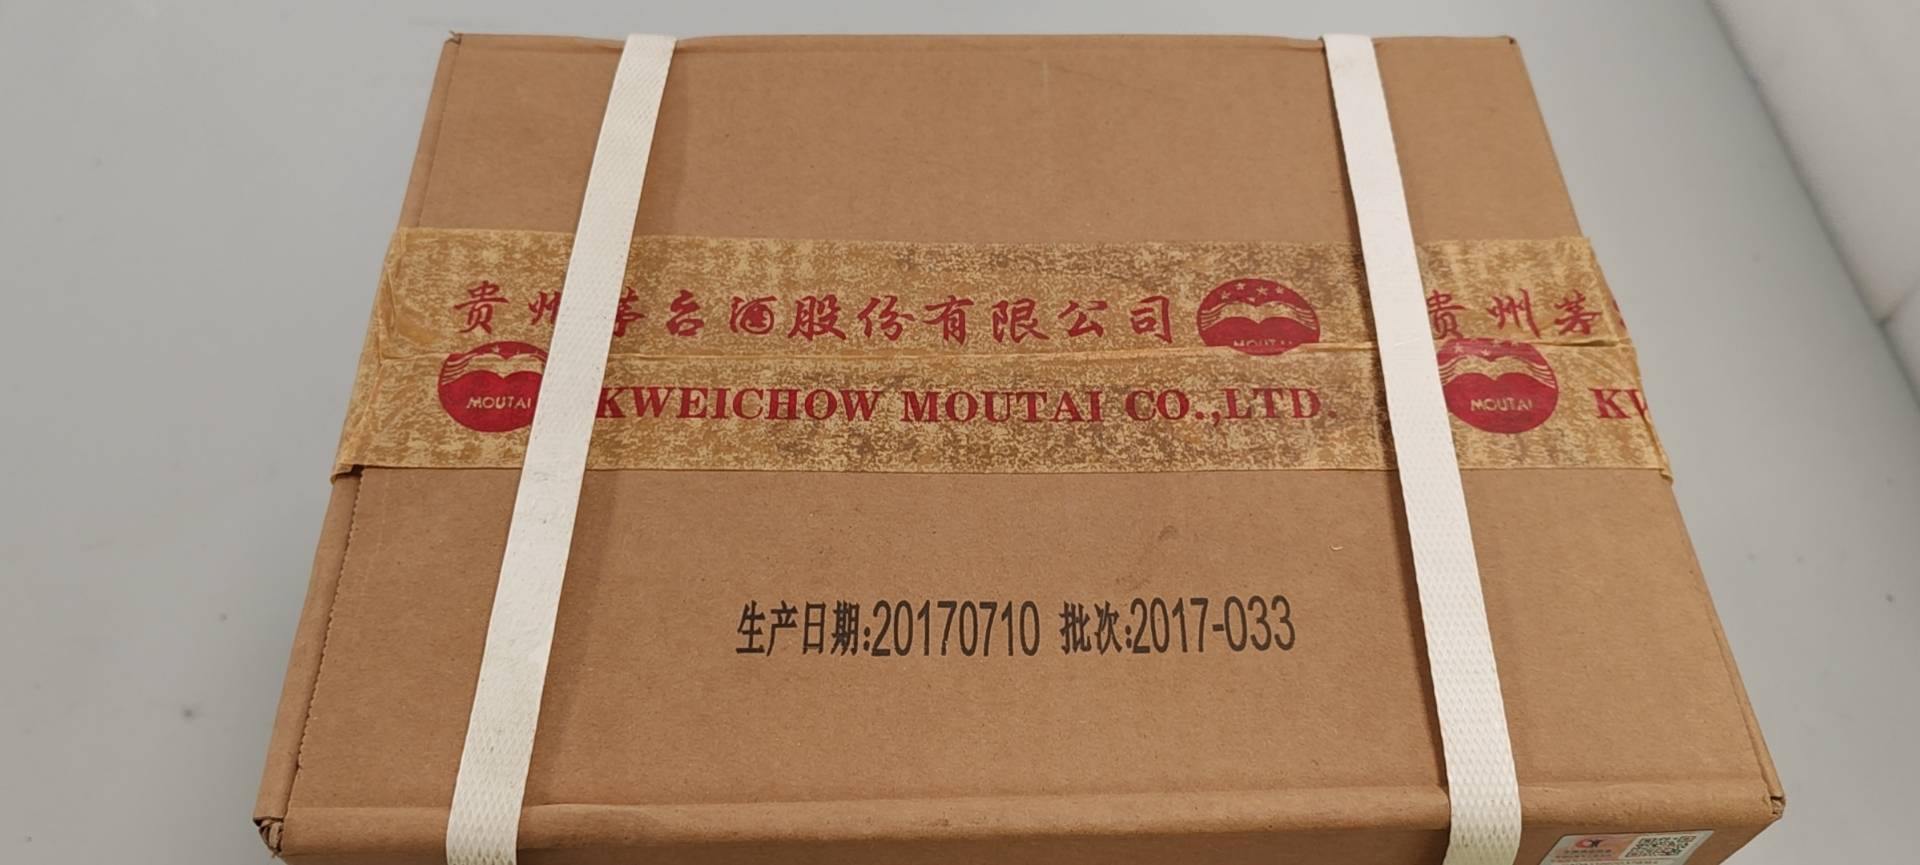 贵州茅台酒股份有限公司
MOUTAI
贵州茅
MOUTAI
KWEICHOW MOUTAI CO.,LTD.
MOUTAI
KW
生产日期:20170710 批次:2017-033